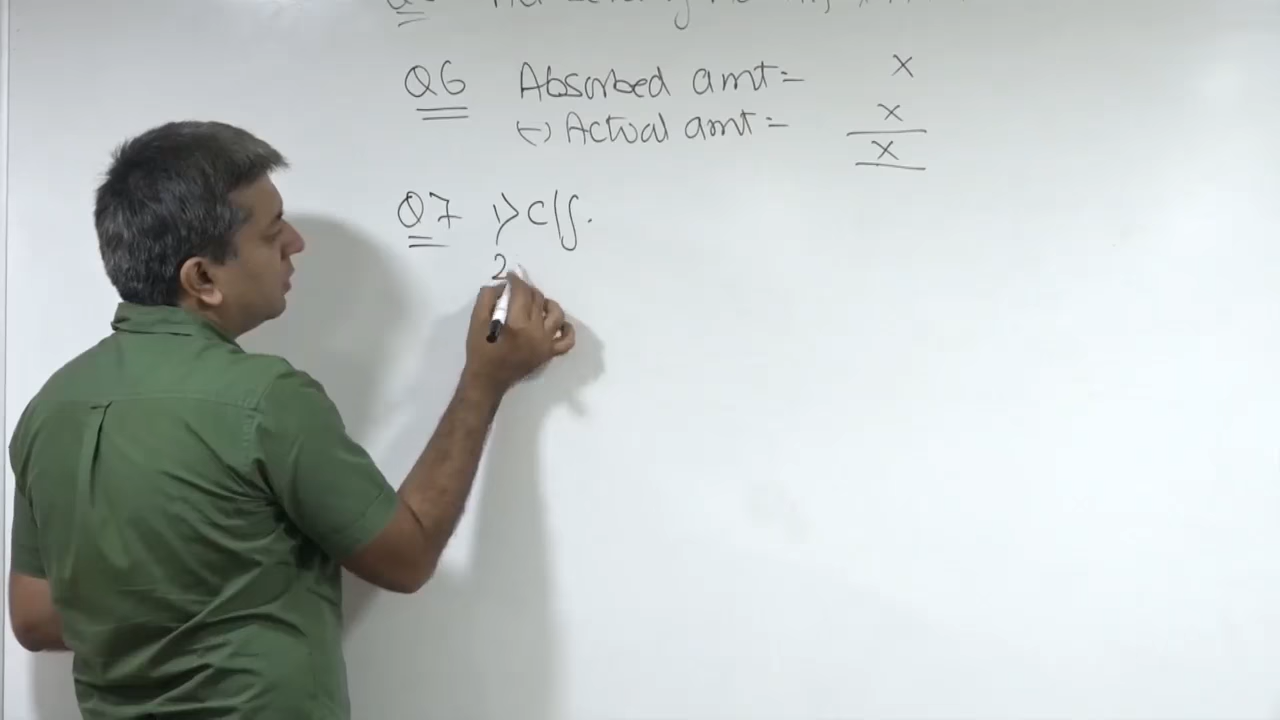 Q6 Absorbed amt = x
(-) Actual amt = x
x
Q7 1> c/f.
2